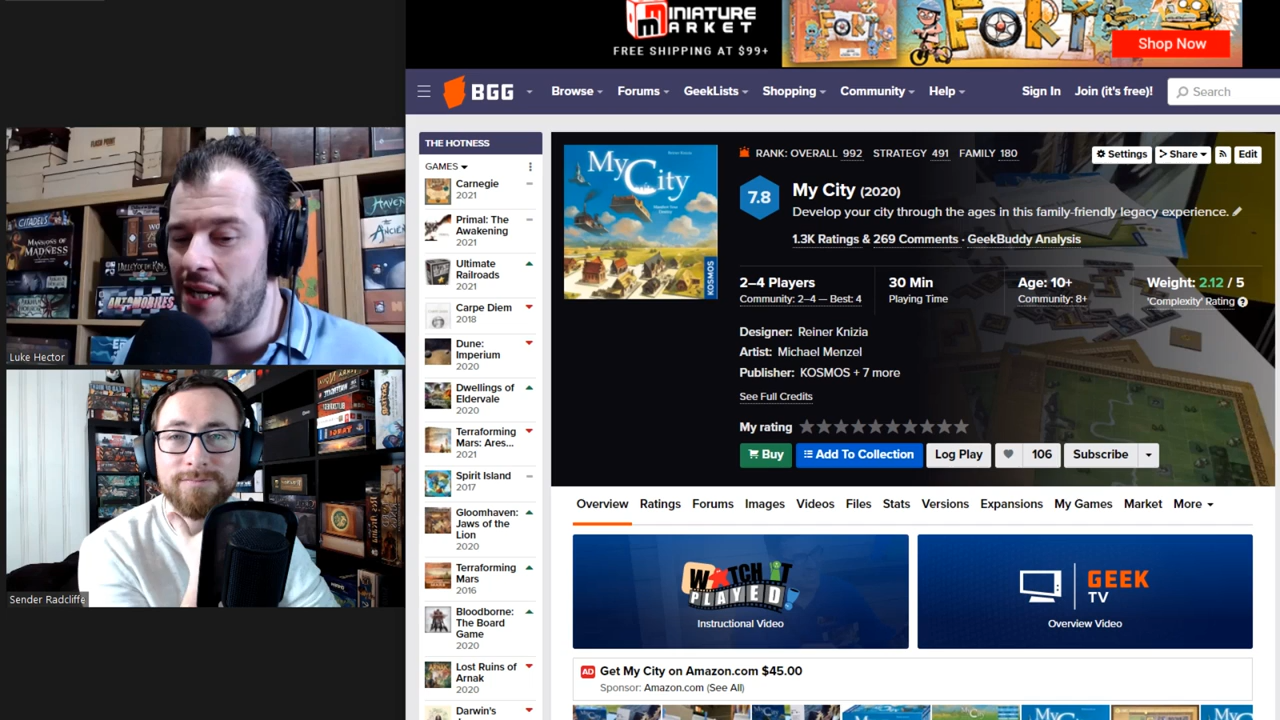 MINIATURE
MARKET
FREE SHIPPING AT $99+
FORT
Shop Now
BGG
Browse
Forums
GeekLists
Shopping
Community
Help
Sign In
Join (it's free)!
Search
THE HOTNESS
GAMES
Carnegie
2021
Primal: The
Awakening
2021
Ultimate
Railroads
2021
Carpe Diem
2018
Dune:
Imperium
2020
Dwellings of
Eldervale
2020
Terraforming
Mars: Ares...
2021
Spirit Island
2017
Gloomhaven:
Jaws of the
Lion
2020
Terraforming
Mars
2016
Bloodborne:
The Board
Game
2020
Lost Ruins of
Arnak
2020
Darwin's
My City
KOSMOS
RANK: OVERALL 992 STRATEGY 491 FAMILY 180
Settings
Share
Edit
7.8
My City (2020)
Develop your city through the ages in this family-friendly legacy experience.
1.3K Ratings & 269 Comments · GeekBuddy Analysis
2–4 Players
Community: 2–4 — Best: 4
30 Min
Playing Time
Age: 10+
Community: 8+
Weight: 2.12 / 5
'Complexity' Rating
Designer: Reiner Knizia
Artist: Michael Menzel
Publisher: KOSMOS + 7 more
See Full Credits
My rating
Buy
Add To Collection
Log Play
106
Subscribe
Overview
Ratings
Forums
Images
Videos
Files
Stats
Versions
Expansions
My Games
Market
More
WATCH IT
PLAYED
Instructional Video
GEEK
TV
Overview Video
AD Get My City on Amazon.com $45.00
Sponsor: Amazon.com (See All)
FLASH POINT
CITADELS
MANSIONS OF
MADNESS
AUTOMOBILES
HAVEN
Luke Hector
Sender Radcliffe